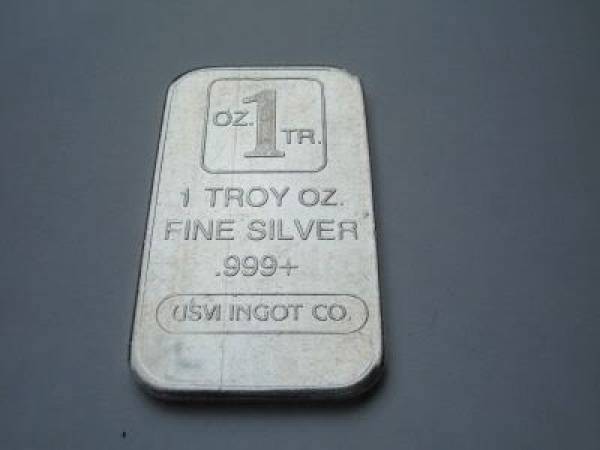 OZ. 1 TR.
1 TROY OZ.
FINE SILVER
.999+
USVI INGOT CO.